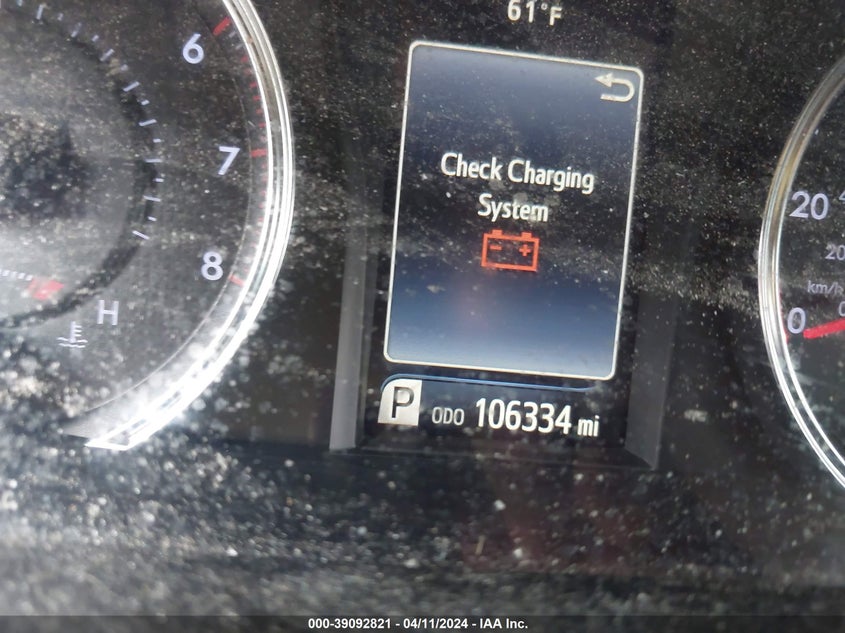 61°F
6
7
8
H
Check Charging
System
- +
P ODO 106334 mi
20
20
km/h
0
000-39092821 - 04/11/2024 - IAA Inc.